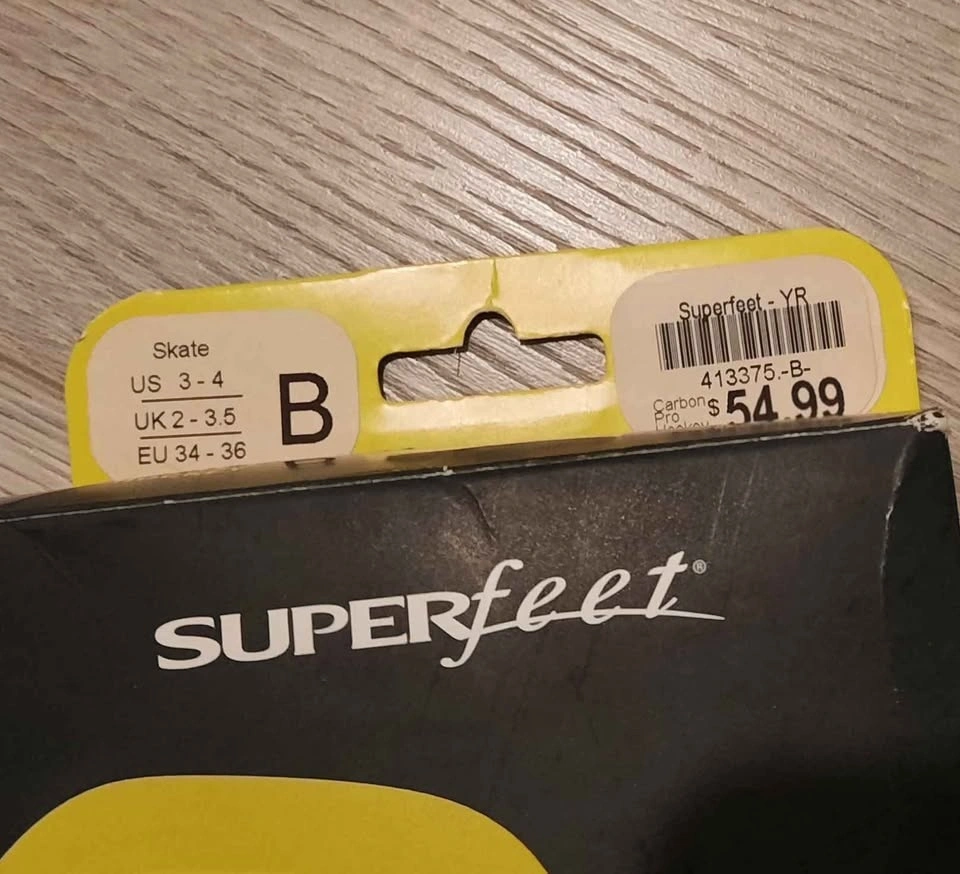 Skate
US 3 - 4
UK 2 - 3.5
EU 34 - 36
B
Superfeet - YR
413375.-B-
Carbon
Pro
Hockey
$54.99
SUPERfeet®